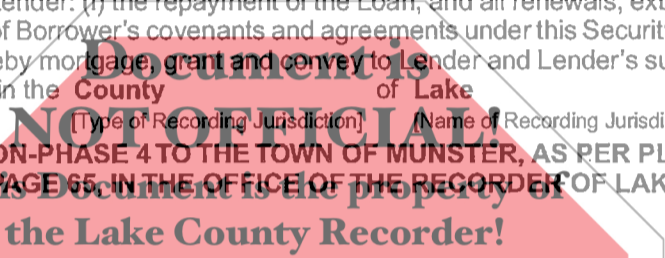 ender: (i) the repayment of the Loan, and all renewals, ext
of Borrower's covenants and agreements under this Securit
eby mortgage, grant and convey to Lender and Lender's su
Document is
in the County of Lake
[Type of Recording Jurisdiction] [Name of Recording Jurisdi
NOT OFFICIAL!
ON-PHASE 4 TO THE TOWN OF MUNSTER, AS PER PL
PAGE 65, IN THE OFFICE OF THE RECORDER OF LAK
is Document is the property of
the Lake County Recorder!